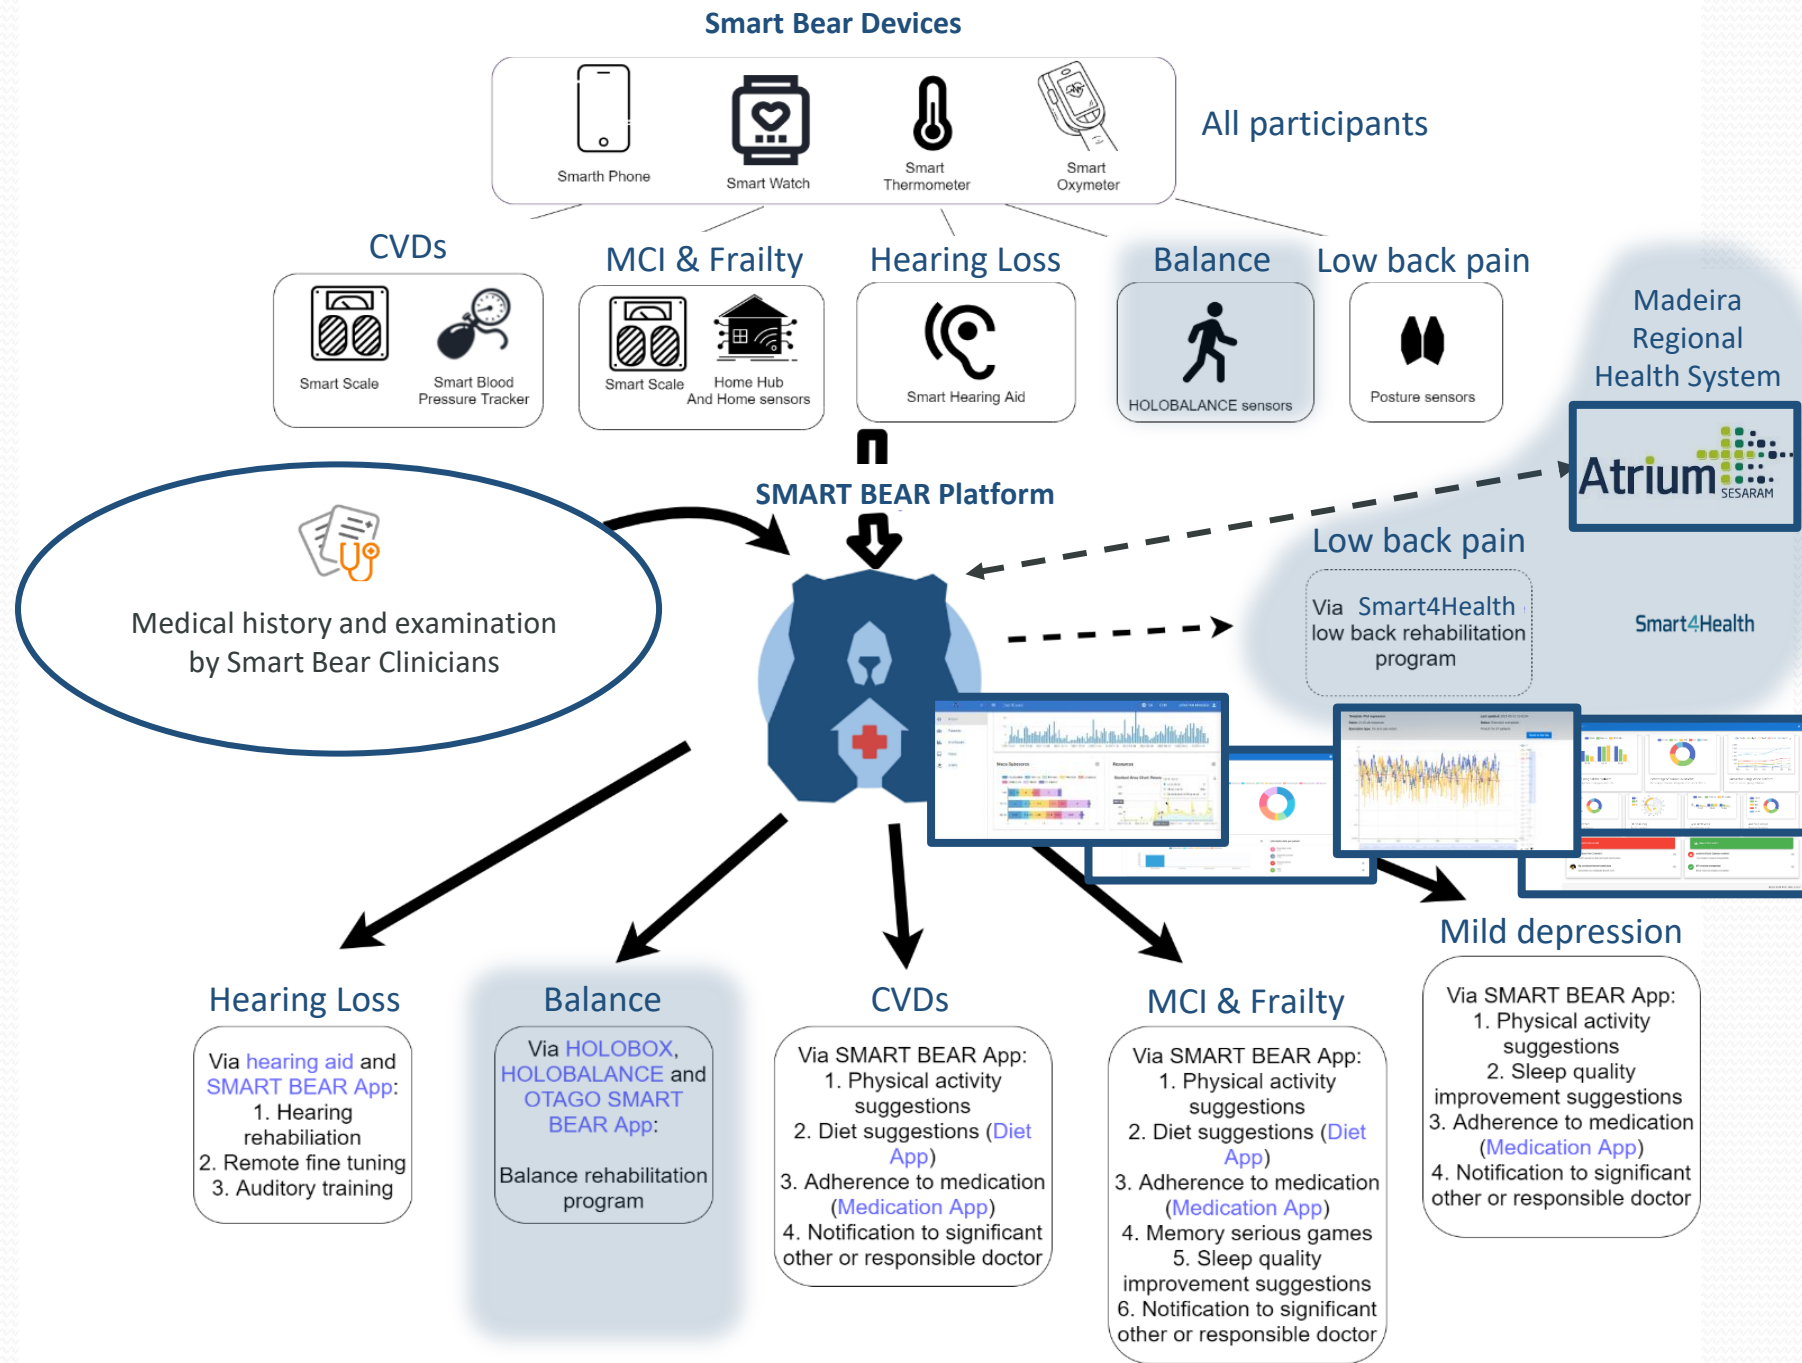 Smart Bear Devices
Smarth Phone
Smart Watch
Smart
Thermometer
Smart
Oxymeter
All participants
CVDs
Smart Scale
Smart Blood
Pressure Tracker
MCI & Frailty
Smart Scale
Home Hub
And Home sensors
Hearing Loss
Smart Hearing Aid
Balance
HOLOBALANCE sensors
Low back pain
Posture sensors
Madeira
Regional
Health System
Atrium
SESARAM
SMART BEAR Platform
Medical history and examination
by Smart Bear Clinicians
Low back pain
Via Smart4Health
low back rehabilitation
program
Smart4Health
Hearing Loss
Via hearing aid and
SMART BEAR App:
1. Hearing
rehabiliation
2. Remote fine tuning
3. Auditory training
Balance
Via HOLOBOX,
HOLOBALANCE and
OTAGO SMART
BEAR App:
Balance rehabilitation
program
CVDs
Via SMART BEAR App:
1. Physical activity
suggestions
2. Diet suggestions (Diet
App)
3. Adherence to medication
(Medication App)
4. Notification to significant
other or responsible doctor
MCI & Frailty
Via SMART BEAR App:
1. Physical activity
suggestions
2. Diet suggestions (Diet
App)
3. Adherence to medication
(Medication App)
4. Memory serious games
5. Sleep quality
improvement suggestions
6. Notification to significant
other or responsible doctor
Mild depression
Via SMART BEAR App:
1. Physical activity
suggestions
2. Sleep quality
improvement suggestions
3. Adherence to medication
(Medication App)
4. Notification to significant
other or responsible doctor